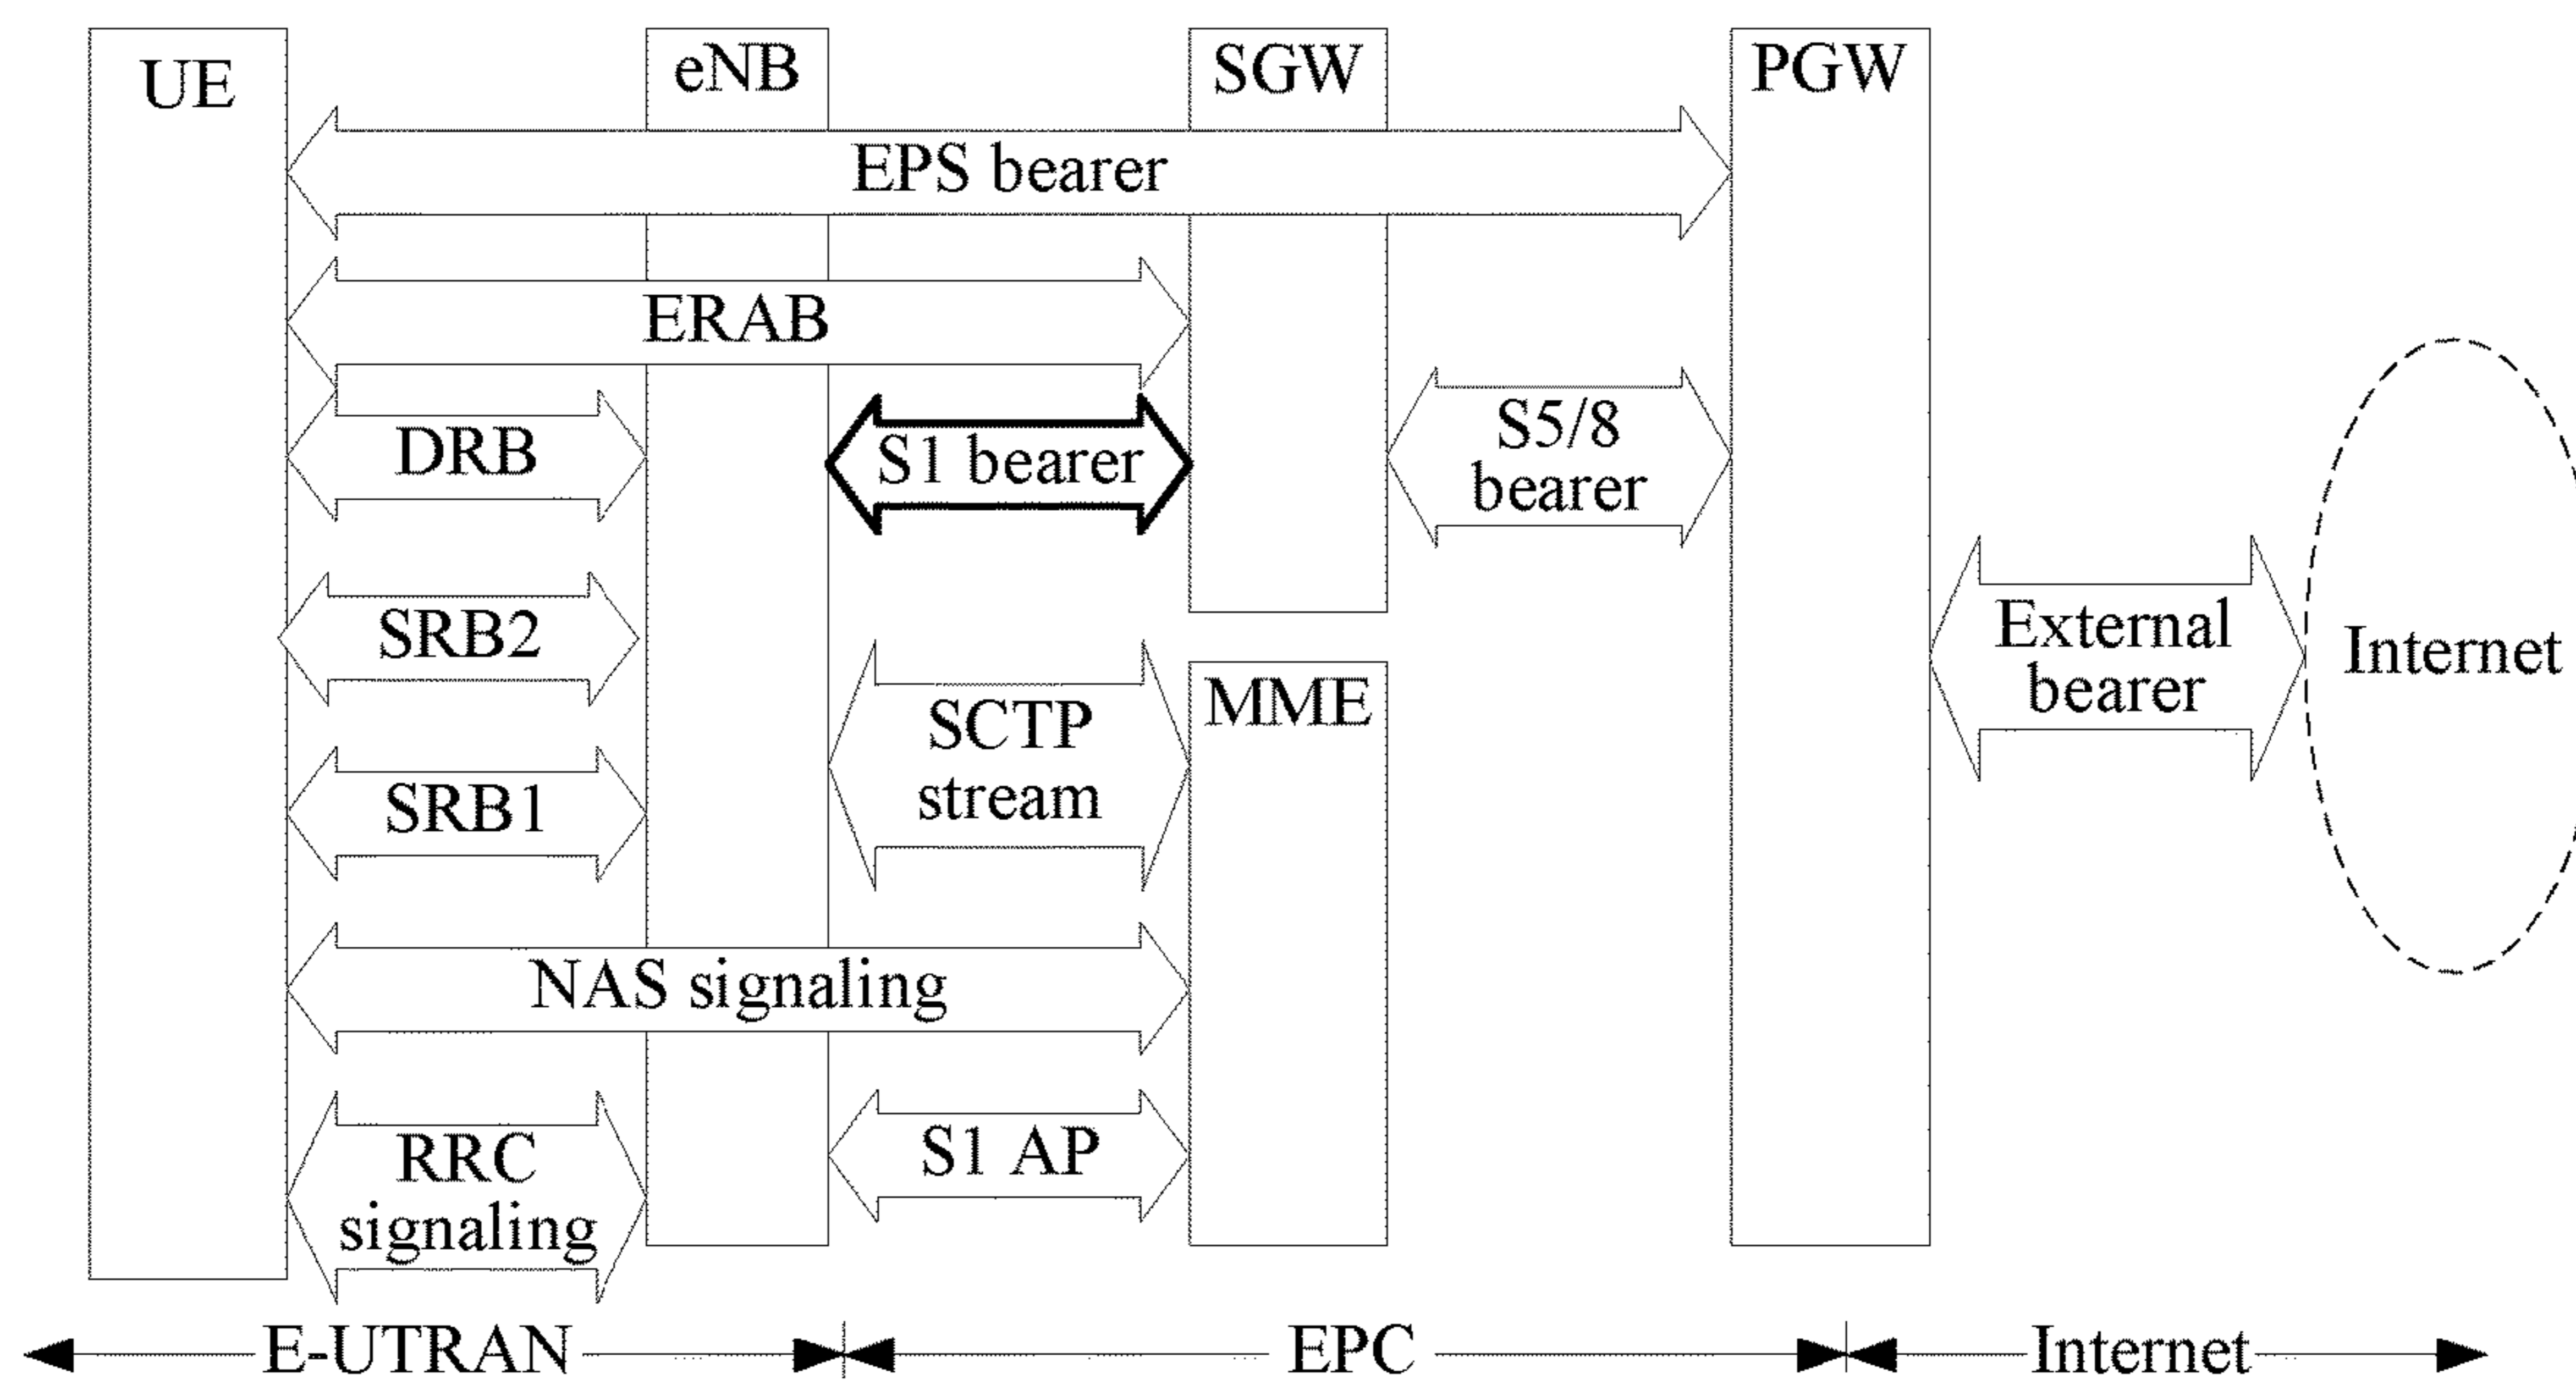 UE
eNB
SGW
PGW
EPS bearer
ERAB
DRB
S1 bearer
S5/8
bearer
SRB2
External
bearer
Internet
SCTP
stream
MME
SRB1
NAS signaling
RRC
signaling
S1 AP
E-UTRAN
EPC
Internet